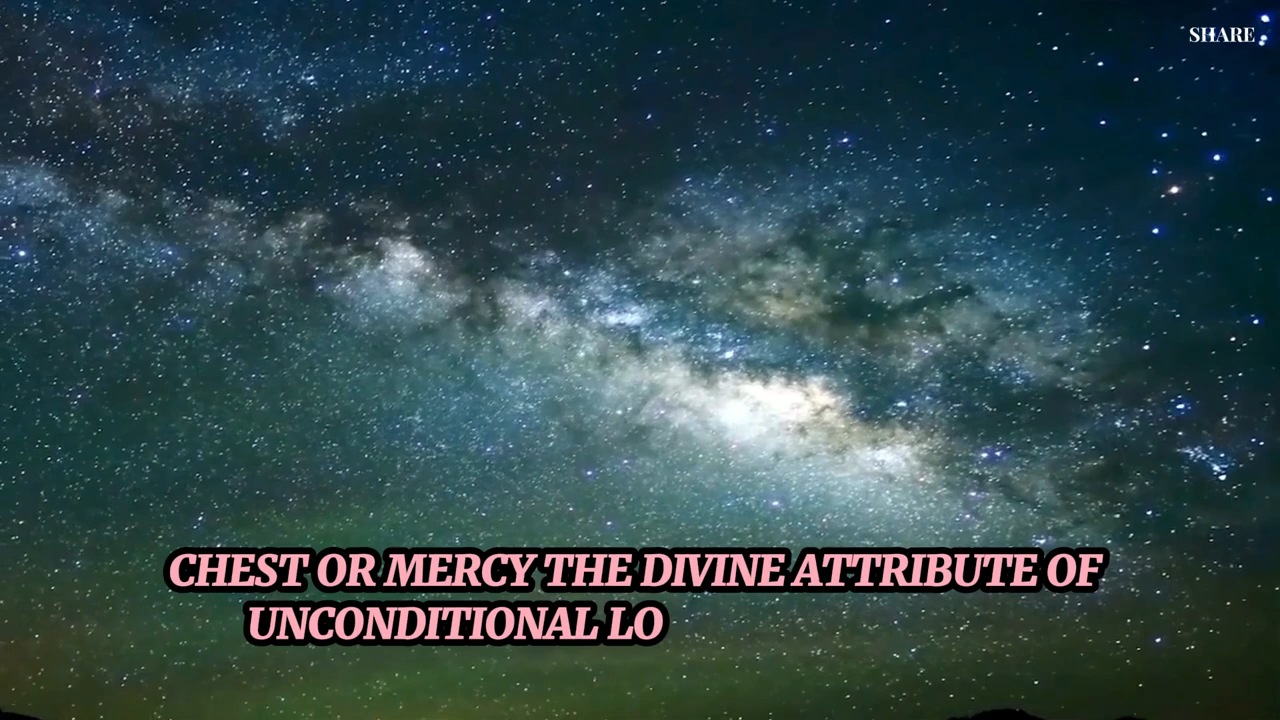 SHARE
CHEST OR MERCY THE DIVINE ATTRIBUTE OF
UNCONDITIONAL LO